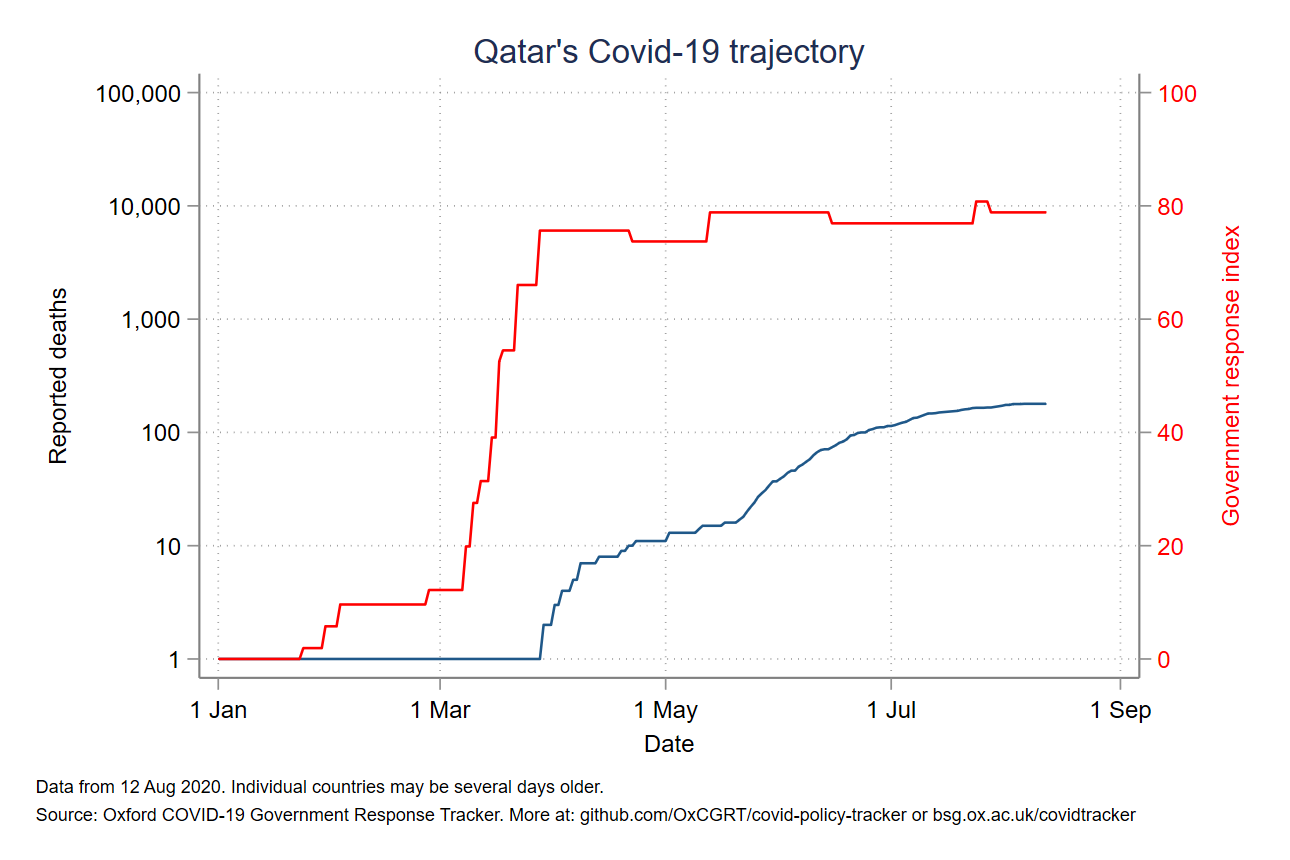 Qatar's Covid-19 trajectory
100,000
10,000
1,000
100
10
1
Reported deaths
100
80
60
40
20
0
Government response index
1 Jan
1 Mar
1 May
1 Jul
1 Sep
Date
Data from 12 Aug 2020. Individual countries may be several days older.
Source: Oxford COVID-19 Government Response Tracker. More at: github.com/OxCGRT/covid-policy-tracker or bsg.ox.ac.uk/covidtracker